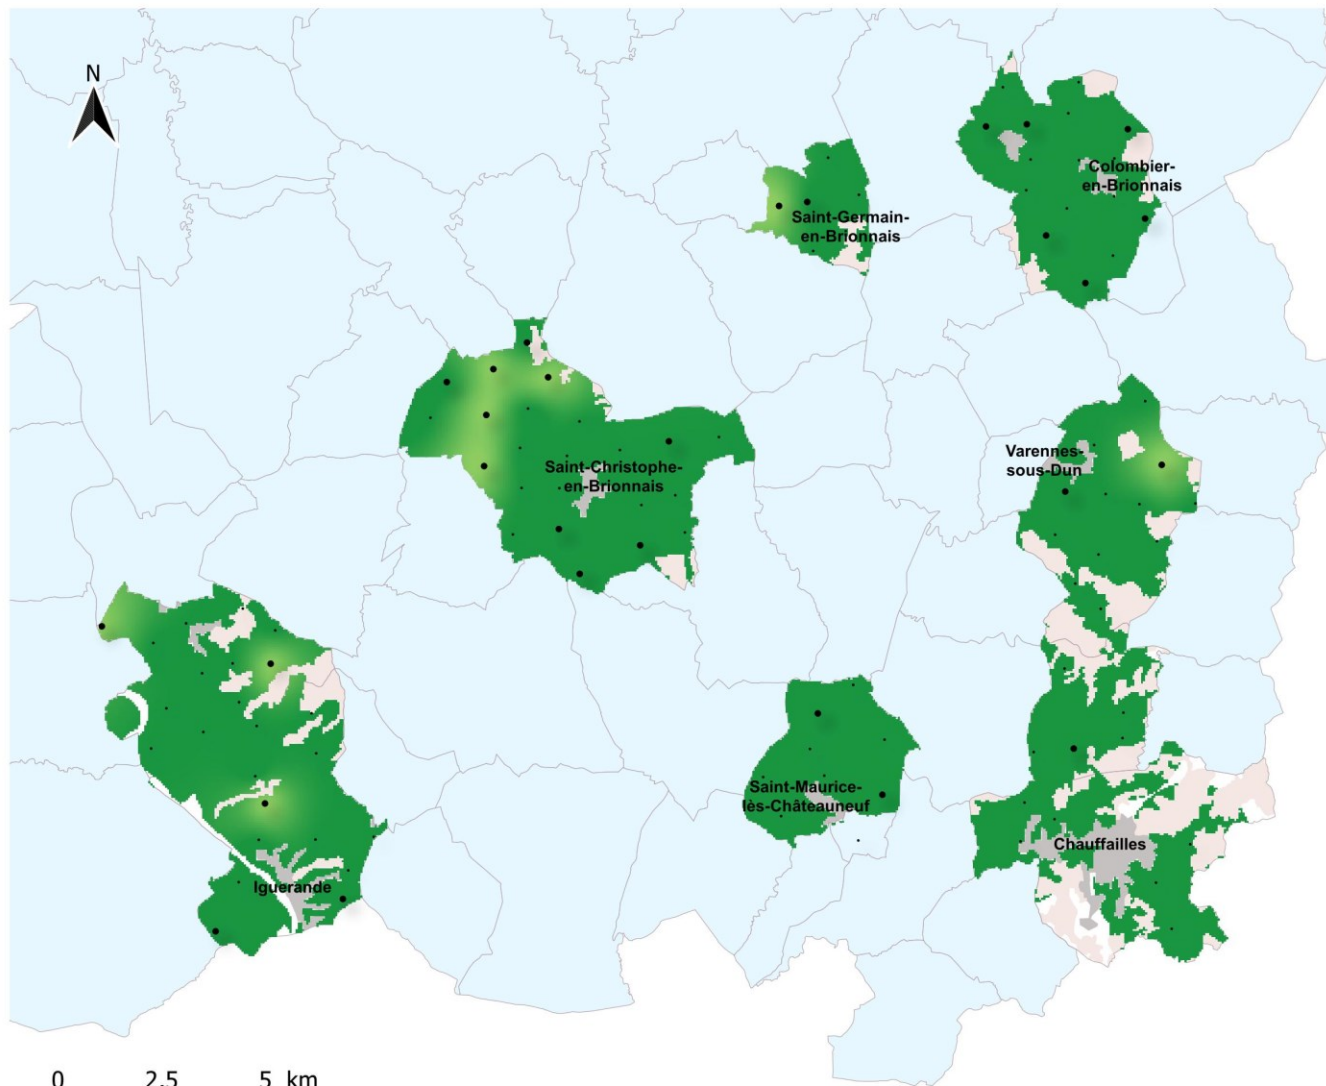 N
Colombier-
en-Brionnais
Saint-Germain-
en-Brionnais
Varennes-
sous-Dun
Saint-Christophe-
en-Brionnais
Saint-Maurice-
lès-Châteauneuf
Chauffailles
Iguerande
0 2,5 5 km